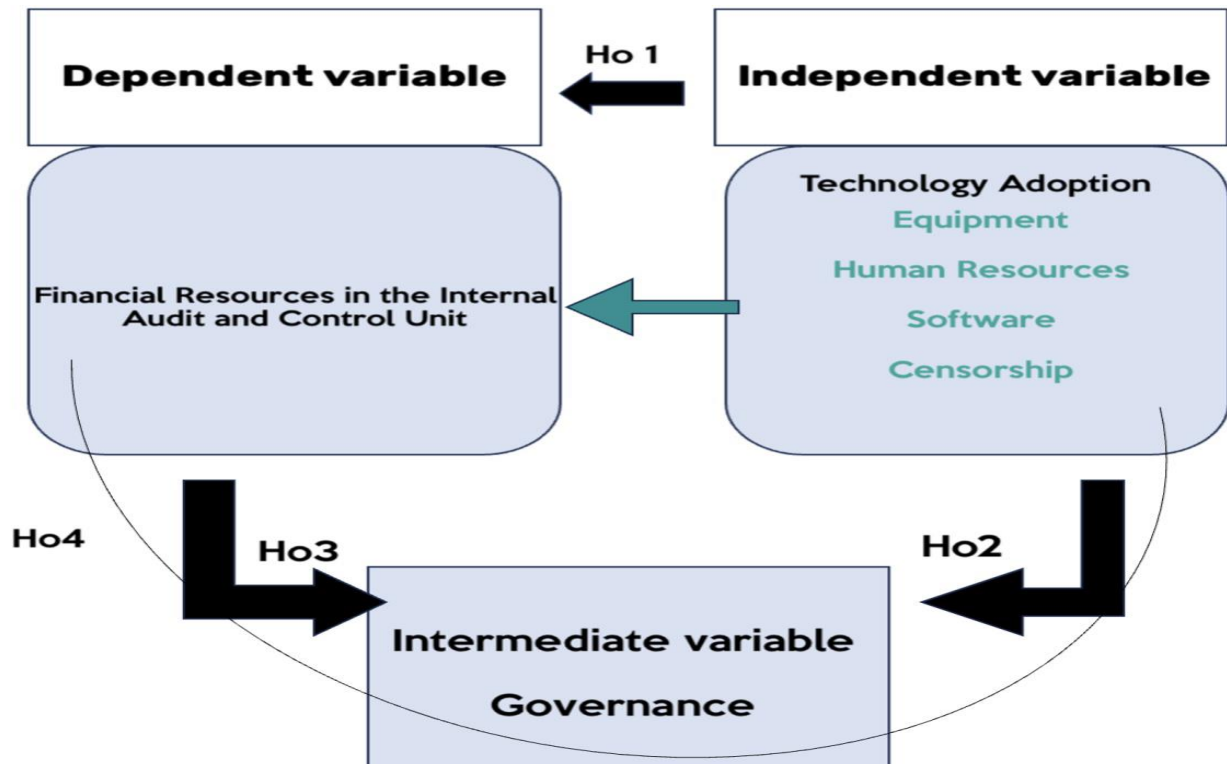 Dependent variable
Ho 1
Independent variable
Financial Resources in the Internal
Audit and Control Unit
Technology Adoption
Equipment
Human Resources
Software
Censorship
Ho4
Ho3
Ho2
Intermediate variable
Governance